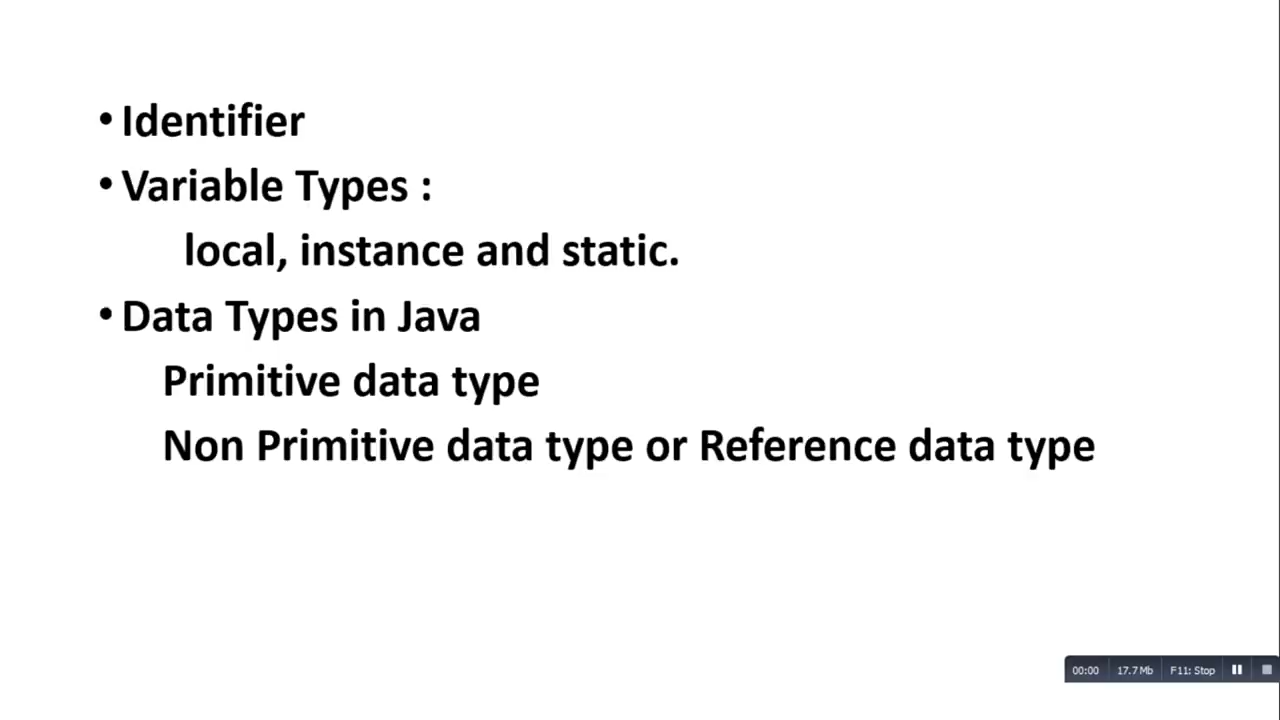 • Identifier
• Variable Types :
local, instance and static.
• Data Types in Java
Primitive data type
Non Primitive data type or Reference data type
00:00 17.7 Mb F11: Stop